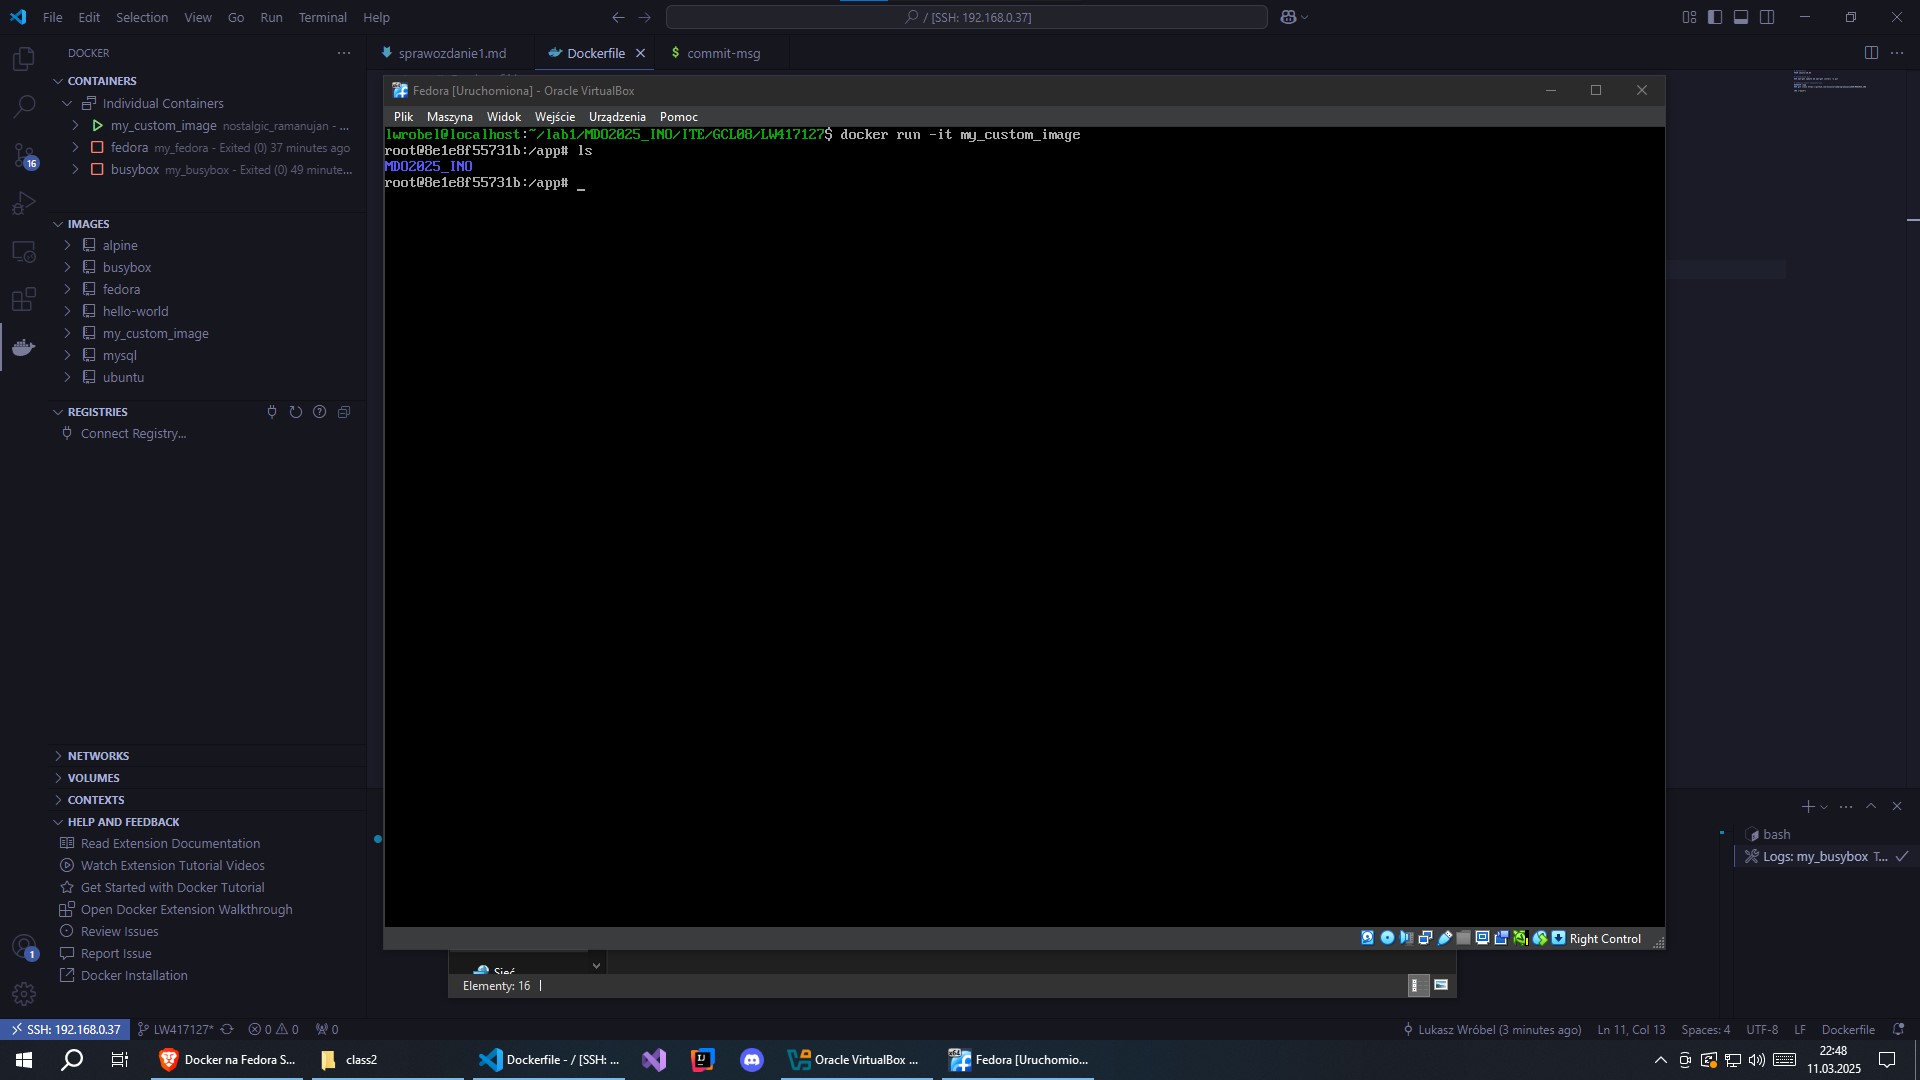 File Edit Selection View Go Run Terminal Help
/ [SSH: 192.168.0.37]
DOCKER
sprawozdanie1.md
Dockerfile
$ commit-msg
CONTAINERS
Individual Containers
my_custom_image nostalgic_ramanujan - ...
fedora my_fedora - Exited (0) 37 minutes ago
busybox my_busybox - Exited (0) 49 minute...
IMAGES
alpine
busybox
fedora
hello-world
my_custom_image
mysql
ubuntu
REGISTRIES
Connect Registry...
NETWORKS
VOLUMES
CONTEXTS
HELP AND FEEDBACK
Read Extension Documentation
Watch Extension Tutorial Videos
Get Started with Docker Tutorial
Open Docker Extension Walkthrough
Review Issues
Report Issue
Docker Installation
16
1
Fedora [Uruchomiona] - Oracle VirtualBox
Plik Maszyna Widok Wejście Urządzenia Pomoc
lwrobel@localhost:~/lab1/MDO2025_INO/ITE/GCL08/LW417127$ docker run -it my_custom_image
root@8e1e8f55731b:/app# ls
MDO2025_INO
root@8e1e8f55731b:/app# _
Right Control
Sieć
Elementy: 16
bash
Logs: my_busybox T...
SSH: 192.168.0.37
LW417127*
0 0
0
Lukasz Wróbel (3 minutes ago)
Ln 11, Col 13
Spaces: 4
UTF-8
LF
Dockerfile
Docker na Fedora S...
class2
Dockerfile - / [SSH: ...
Oracle VirtualBox ...
Fedora [Uruchomio...
22:48
11.03.2025